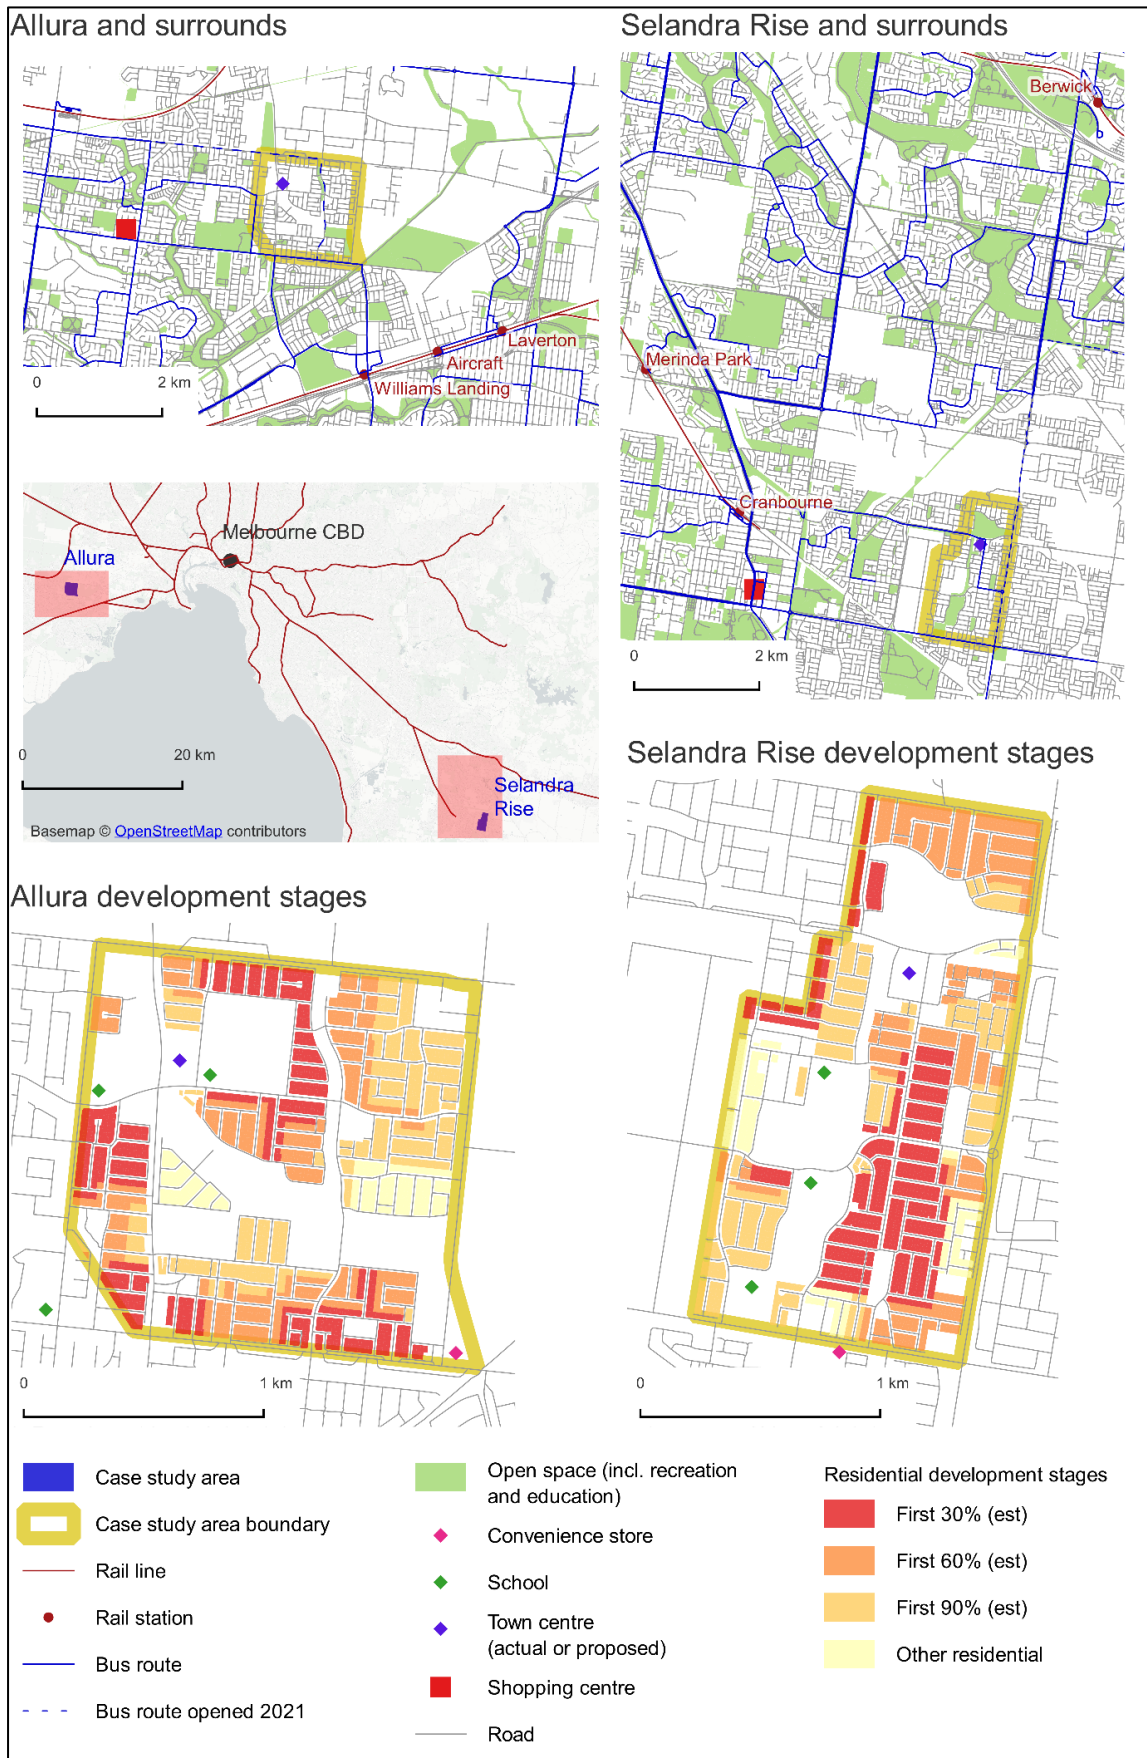 Allura and surrounds
Laverton
Aircraft
Williams Landing
0 2 km
Selandra Rise and surrounds
Berwick
Merinda Park
Cranbourne
0 2 km
Melbourne CBD
Allura
0 20 km
Selandra
Rise
Basemap © OpenStreetMap contributors
Selandra Rise development stages
0 1 km
Allura development stages
0 1 km
Case study area
Case study area boundary
Rail line
Rail station
Bus route
Bus route opened 2021
Open space (incl. recreation
and education)
Convenience store
School
Town centre
(actual or proposed)
Shopping centre
Road
Residential development stages
First 30% (est)
First 60% (est)
First 90% (est)
Other residential